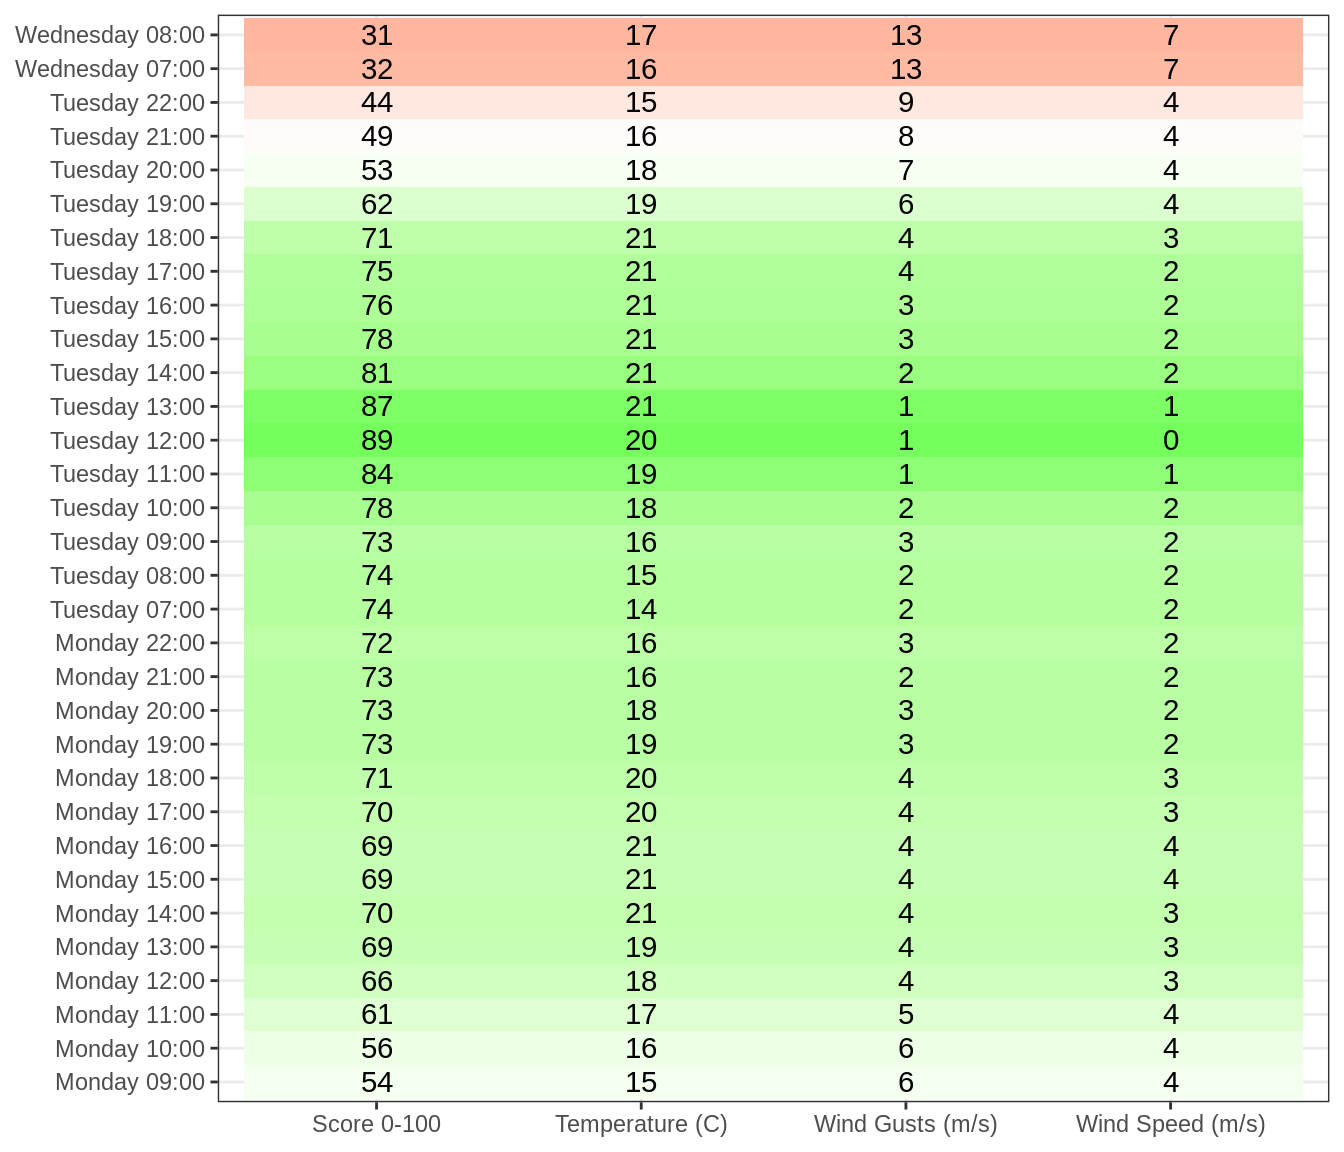 Wednesday 08:00 31 17 13 7
Wednesday 07:00 32 16 13 7
Tuesday 22:00 44 15 9 4
Tuesday 21:00 49 16 8 4
Tuesday 20:00 53 18 7 4
Tuesday 19:00 62 19 6 4
Tuesday 18:00 71 21 4 3
Tuesday 17:00 75 21 4 2
Tuesday 16:00 76 21 3 2
Tuesday 15:00 78 21 3 2
Tuesday 14:00 81 21 2 2
Tuesday 13:00 87 21 1 1
Tuesday 12:00 89 20 1 0
Tuesday 11:00 84 19 1 1
Tuesday 10:00 78 18 2 2
Tuesday 09:00 73 16 3 2
Tuesday 08:00 74 15 2 2
Tuesday 07:00 74 14 2 2
Monday 22:00 72 16 3 2
Monday 21:00 73 16 2 2
Monday 20:00 73 18 3 2
Monday 19:00 73 19 3 2
Monday 18:00 71 20 4 3
Monday 17:00 70 20 4 3
Monday 16:00 69 21 4 4
Monday 15:00 69 21 4 4
Monday 14:00 70 21 4 3
Monday 13:00 69 19 4 3
Monday 12:00 66 18 4 3
Monday 11:00 61 17 5 4
Monday 10:00 56 16 6 4
Monday 09:00 54 15 6 4
Score 0-100 Temperature (C) Wind Gusts (m/s) Wind Speed (m/s)